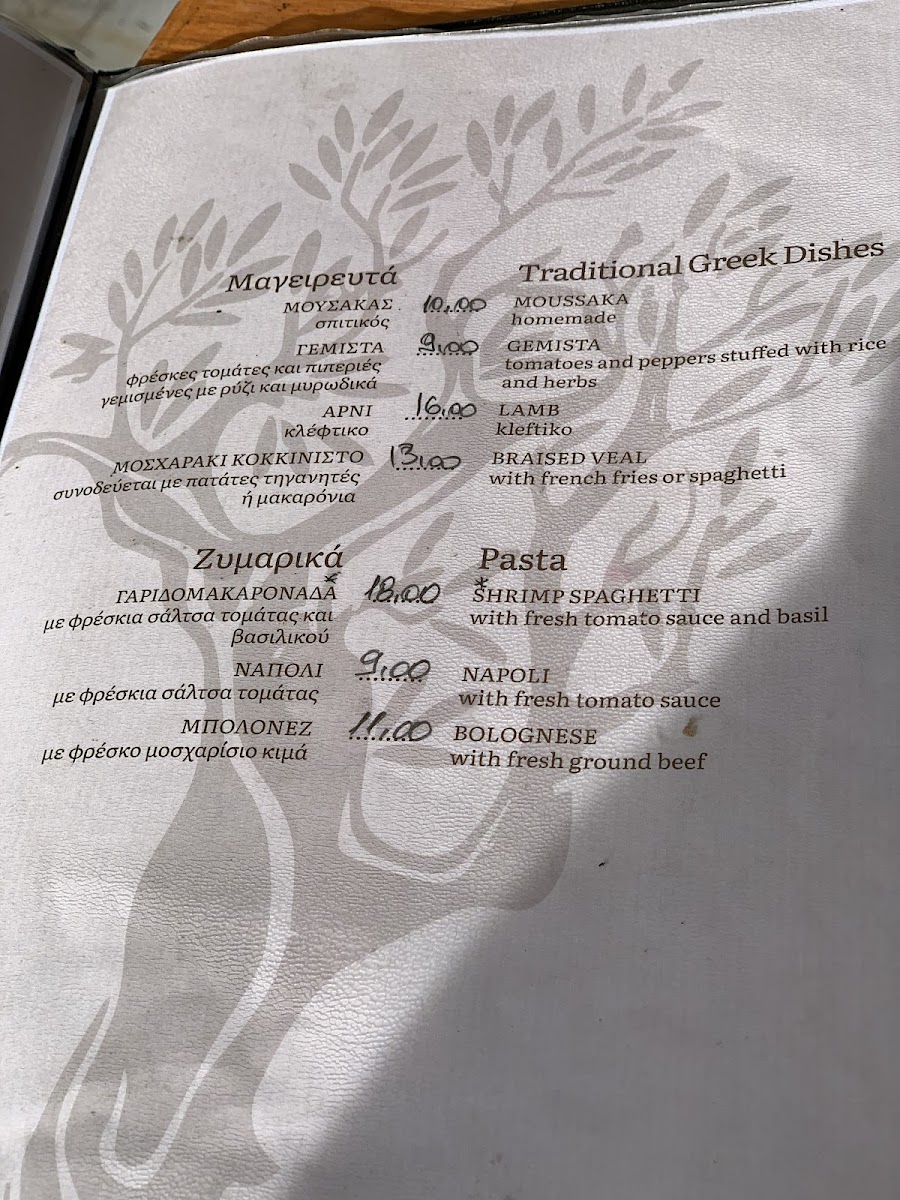 Μαγειρευτά
ΜΟΥΣΑΚΑΣ 10,00
σπιτικός
ΓΕΜΙΣΤΑ 9,00
φρέσκες τομάτες και πιπεριές
γεμισμένες με ρύζι και μυρωδικά
ΑΡΝΙ 16,00
κλέφτικο
ΜΟΣΧΑΡΑΚΙ ΚΟΚΚΙΝΙΣΤΟ 13,00
συνοδεύεται με πατάτες τηγανητές
ή μακαρόνια
Traditional Greek Dishes
MOUSSAKA
homemade
GEMISTA
tomatoes and peppers stuffed with rice
and herbs
LAMB
kleftiko
BRAISED VEAL
with french fries or spaghetti
Ζυμαρικά
ΓΑΡΙΔΟΜΑΚΑΡΟΝΑΔΑ* 18,00
με φρέσκια σάλτσα τομάτας και
βασιλικού
ΝΑΠΟΛΙ 9,00
με φρέσκια σάλτσα τομάτας
ΜΠΟΛΟΝΕΖ 11,00
με φρέσκο μοσχαρίσιο κιμά
Pasta
*SHRIMP SPAGHETTI
with fresh tomato sauce and basil
NAPOLI
with fresh tomato sauce
BOLOGNESE
with fresh ground beef